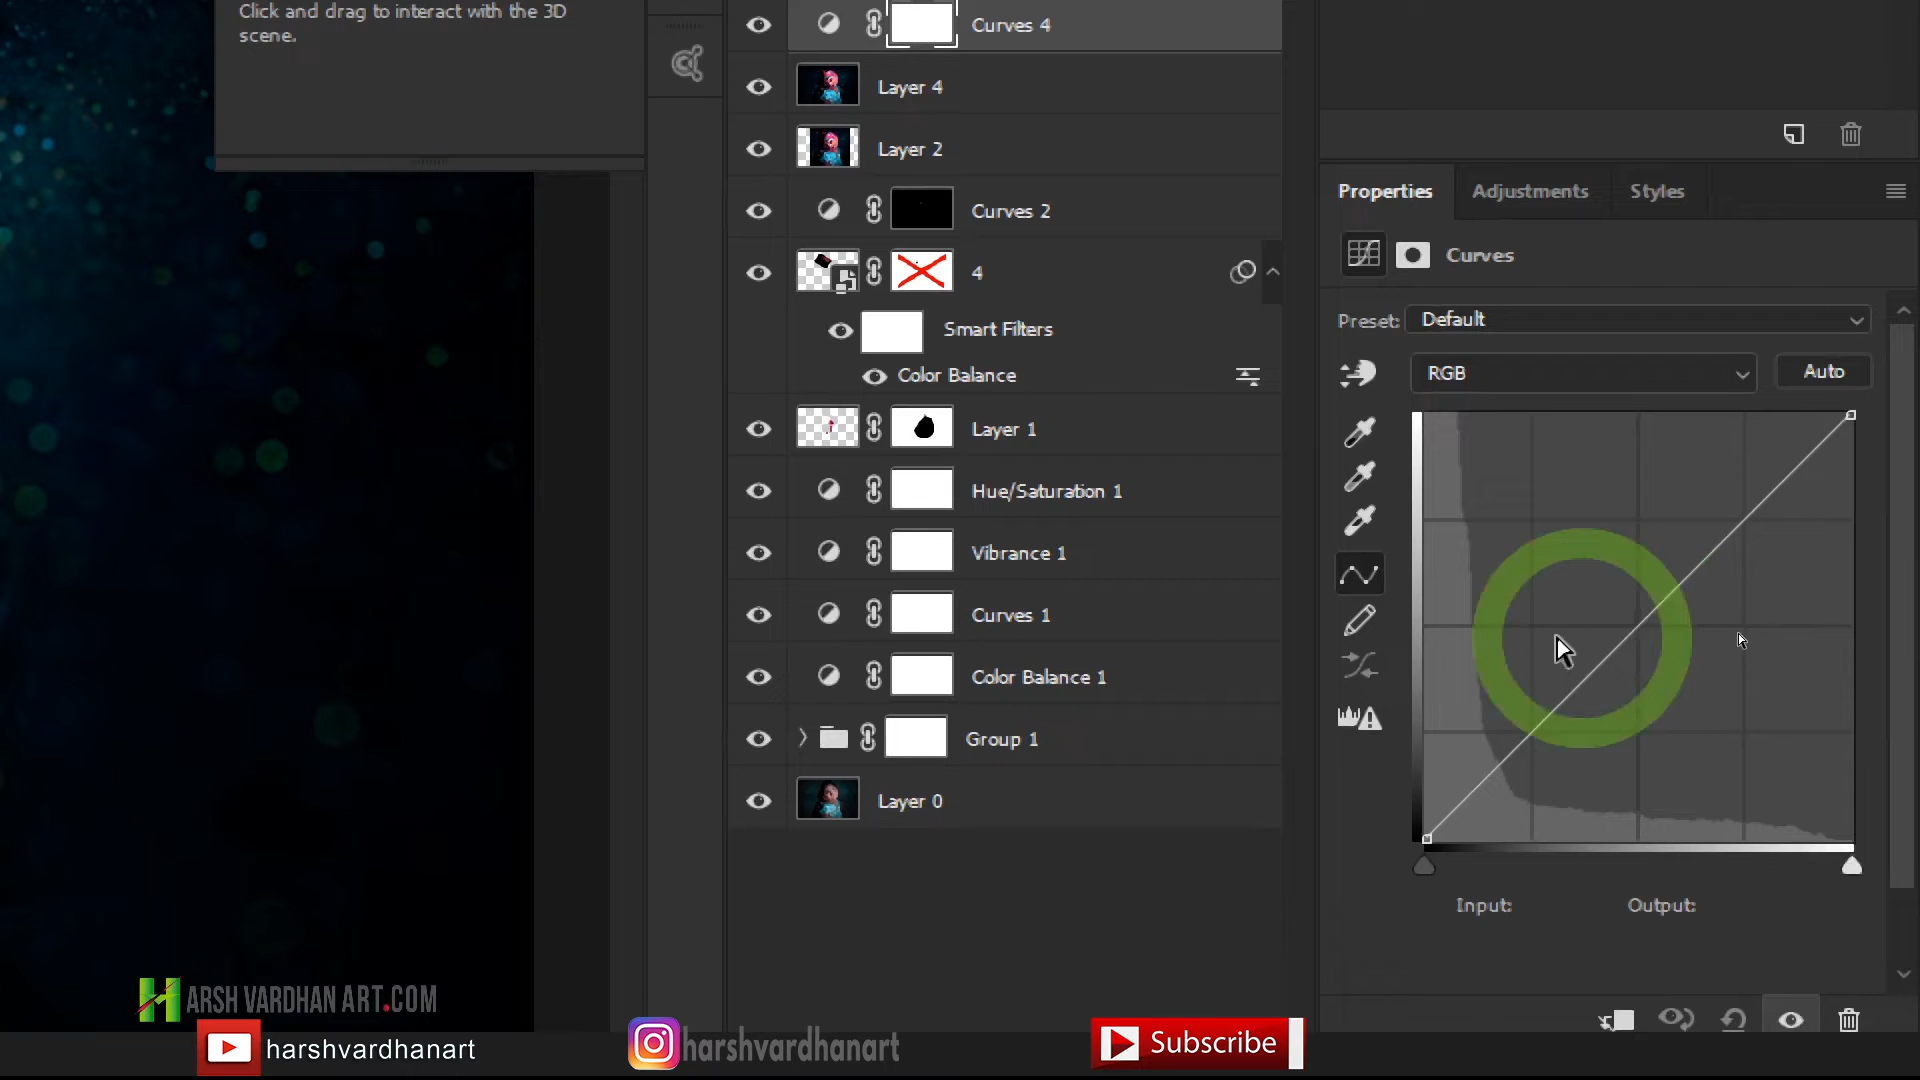 Click and drag to interact with the 3D
scene.
Curves 4
Layer 4
Layer 2
Curves 2
4
Smart Filters
Color Balance
Layer 1
Hue/Saturation 1
Vibrance 1
Curves 1
Color Balance 1
Group 1
Layer 0
Properties
Adjustments
Styles
Curves
Preset:
Default
RGB
Auto
Input:
Output:
HARSH VARDHAN ART.COM
harshvardhanart
harshvardhanart
Subscribe